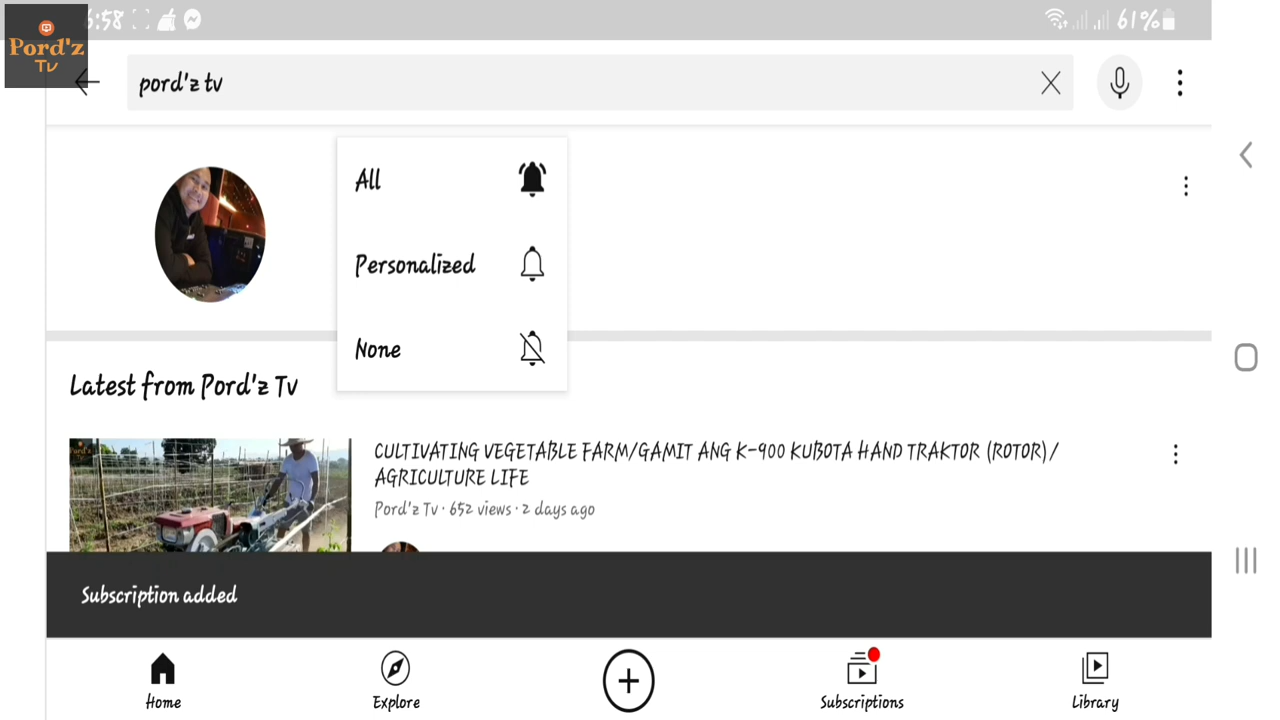 Pord'z
Tv
6:58
61%
pord'z tv
All
Personalized
None
Latest from Pord'z Tv
CULTIVATING VEGETABLE FARM/GAMIT ANG K-900 KUBOTA HAND TRAKTOR (ROTOR)/
AGRICULTURE LIFE
Pord'z Tv · 652 views · 2 days ago
Subscription added
Home
Explore
Subscriptions
Library